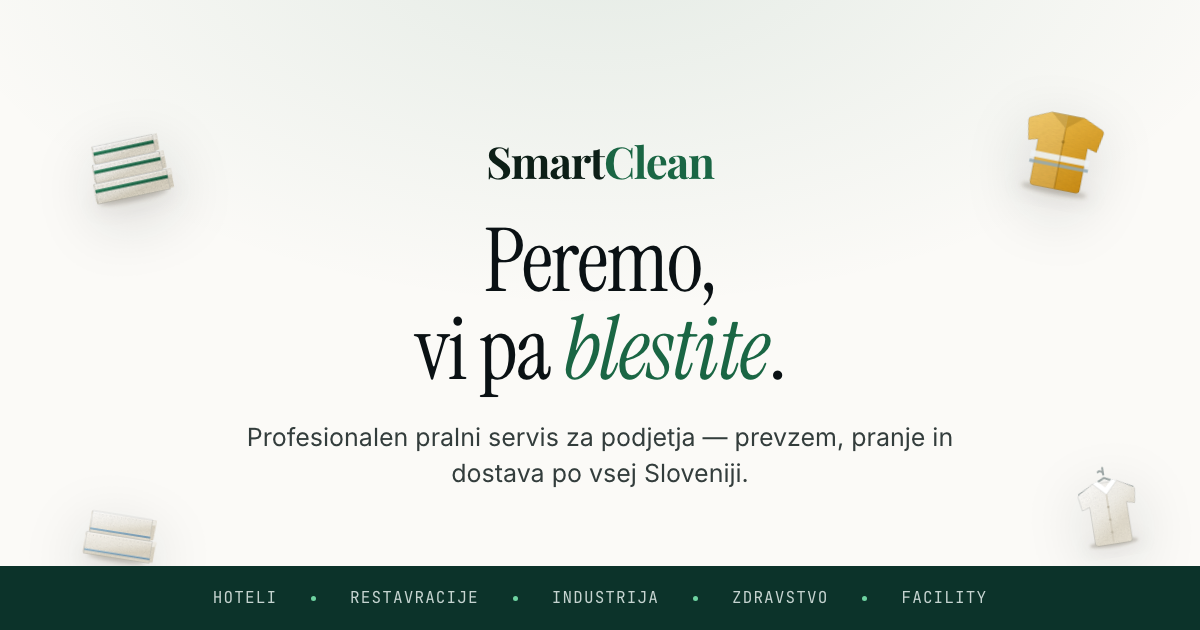 SmartClean
Peremo,
vi pa blestite.
Profesionalen pralni servis za podjetja — prevzem, pranje in
dostava po vsej Sloveniji.
HOTELI • RESTAVRACIJE • INDUSTRIJA • ZDRAVSTVO • FACILITY